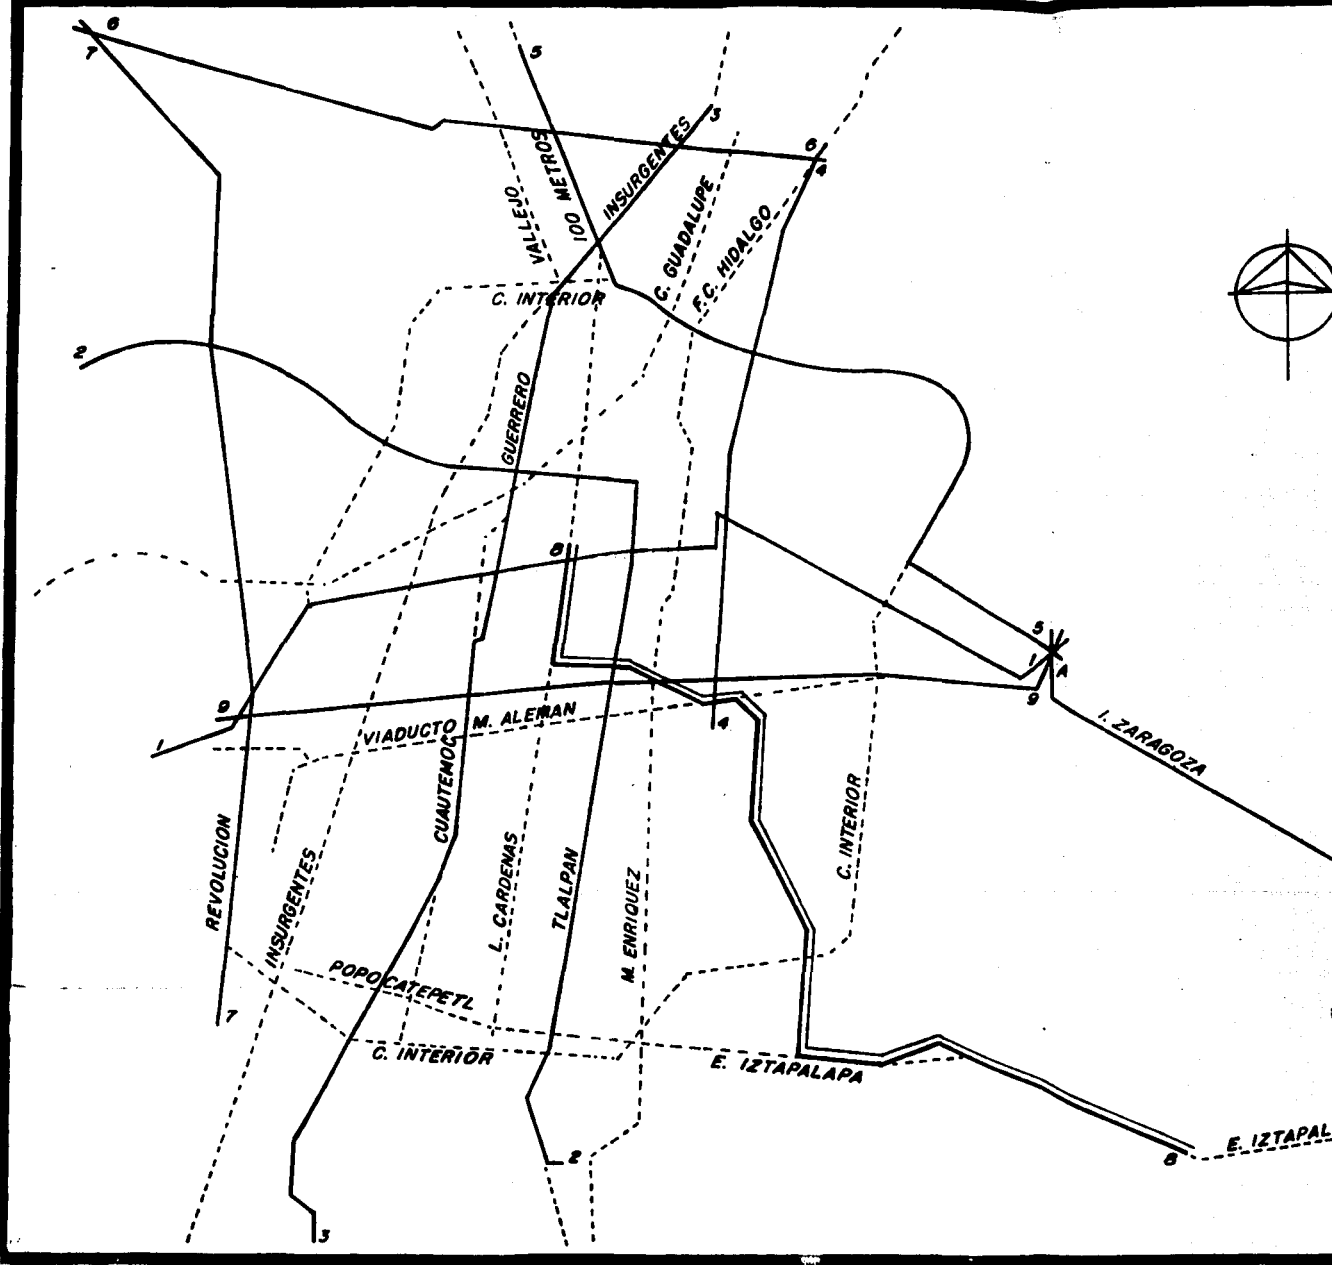 6
7
5
3
INSURGENTES
100 METROS
6
4
VALLEJO
C. GUADALUPE
F.C. HIDALGO
C. INTERIOR
2
GUERRERO
8
5
1
A
9
9
1
4
VIADUCTO M. ALEMAN
I. ZARAGOZA
CUAUTEMOC
C. INTERIOR
REVOLUCION
INSURGENTES
L. CARDENAS
TLALPAN
M. ENRIQUEZ
POPOCATEPETL
7
C. INTERIOR
E. IZTAPALAPA
E. IZTAPAL
8
2
3